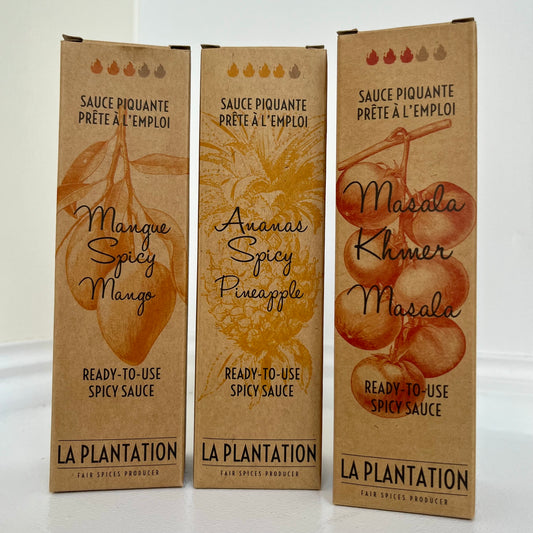 SAUCE PIQUANTE
PRÊTE À L'EMPLOI
Mangue
Spicy
Mango
READY-TO-USE
SPICY SAUCE
LA PLANTATION
FAIR SPICES PRODUCER
SAUCE PIQUANTE
PRÊTE À L'EMPLOI
Ananas
Spicy
Pineapple
READY-TO-USE
SPICY SAUCE
LA PLANTATION
FAIR SPICES PRODUCER
SAUCE PIQUANTE
PRÊTE À L'EMPLOI
Masala
Khmer
Masala
READY-TO-USE
SPICY SAUCE
LA PLANTATION
FAIR SPICES PRODUCER